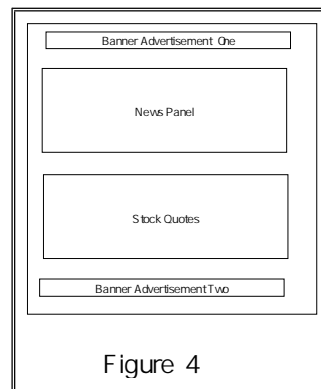 Banner Advertisement One
News Panel
Stock Quotes
Banner Advertisement Two
Figure 4